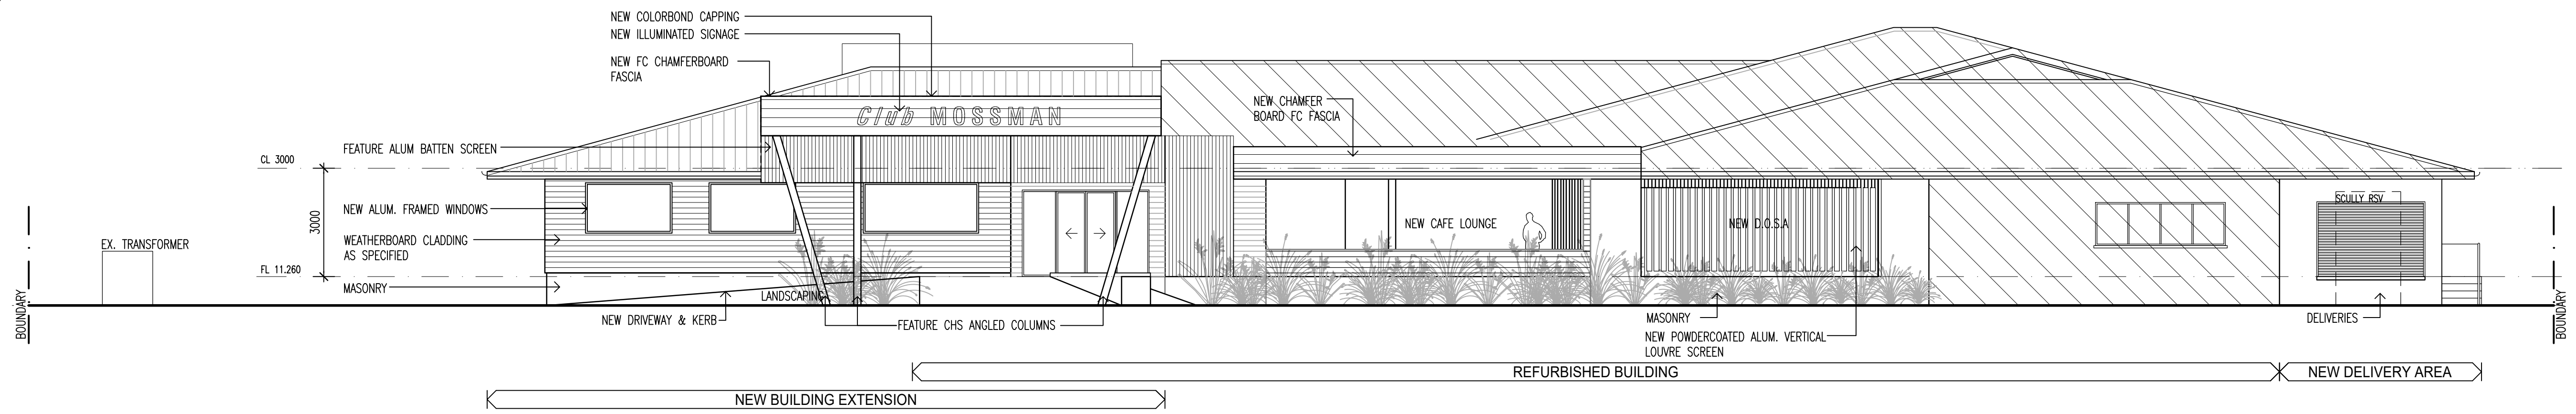 NEW COLORBOND CAPPING
NEW ILLUMINATED SIGNAGE
NEW FC CHAMFERBOARD
FASCIA
Club MOSSMAN
NEW CHAMFER
BOARD FC FASCIA
FEATURE ALUM BATTEN SCREEN
CL 3000
3000
NEW ALUM. FRAMED WINDOWS
WEATHERBOARD CLADDING
AS SPECIFIED
FL 11.260
MASONRY
EX. TRANSFORMER
BOUNDARY
NEW CAFE LOUNGE
NEW D.O.S.A
SCULLY RSV
LANDSCAPING
NEW DRIVEWAY & KERB
FEATURE CHS ANGLED COLUMNS
MASONRY
NEW POWDERCOATED ALUM. VERTICAL
LOUVRE SCREEN
DELIVERIES
BOUNDARY
REFURBISHED BUILDING
NEW DELIVERY AREA
NEW BUILDING EXTENSION